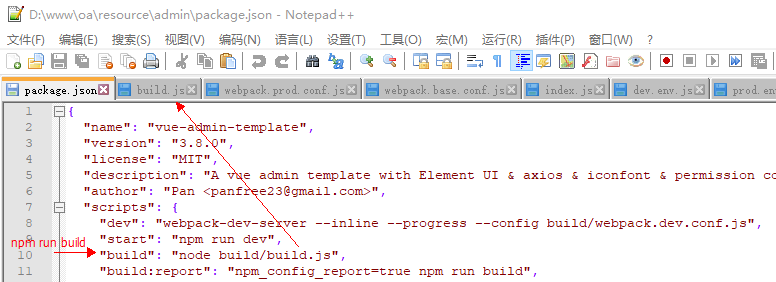 D:\www\oa\resource\admin\package.json - Notepad++
文件(F) 编辑(E) 搜索(S) 视图(V) 编码(N) 语言(L) 设置(T) 工具(O) 宏(M) 运行(R) 插件(P) 窗口(W) ?
package.json build.js webpack.prod.conf.js webpack.base.conf.js index.js dev.env.js prod.en
1 {
2 "name": "vue-admin-template",
3 "version": "3.8.0",
4 "license": "MIT",
5 "description": "A vue admin template with Element UI & axios & iconfont & permission co
6 "author": "Pan <panfree23@gmail.com>",
7 "scripts": {
8 "dev": "webpack-dev-server --inline --progress --config build/webpack.dev.conf.js",
9 "start": "npm run dev",
npm run build
10 "build": "node build/build.js",
11 "build:report": "npm_config_report=true npm run build",